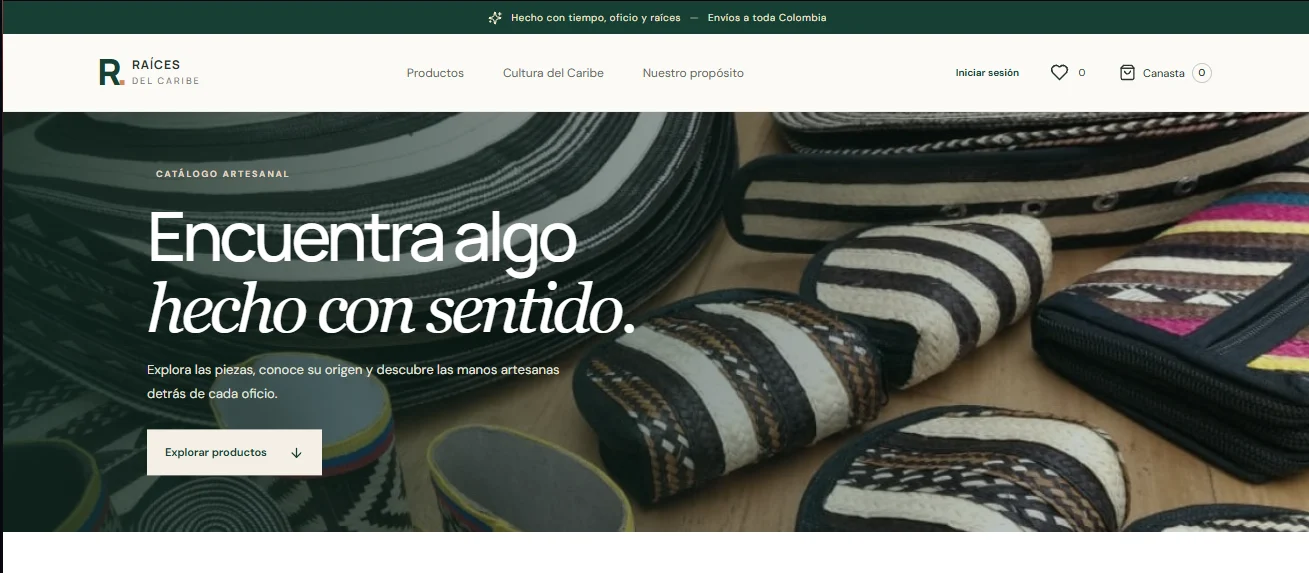 Hecho con tiempo, oficio y raíces — Envíos a toda Colombia
R. RAÍCES
DEL CARIBE
Productos
Cultura del Caribe
Nuestro propósito
Iniciar sesión
0
Canasta 0
CATÁLOGO ARTESANAL
Encuentra algo
hecho con sentido.
Explora las piezas, conoce su origen y descubre las manos artesanas
detrás de cada oficio.
Explorar productos